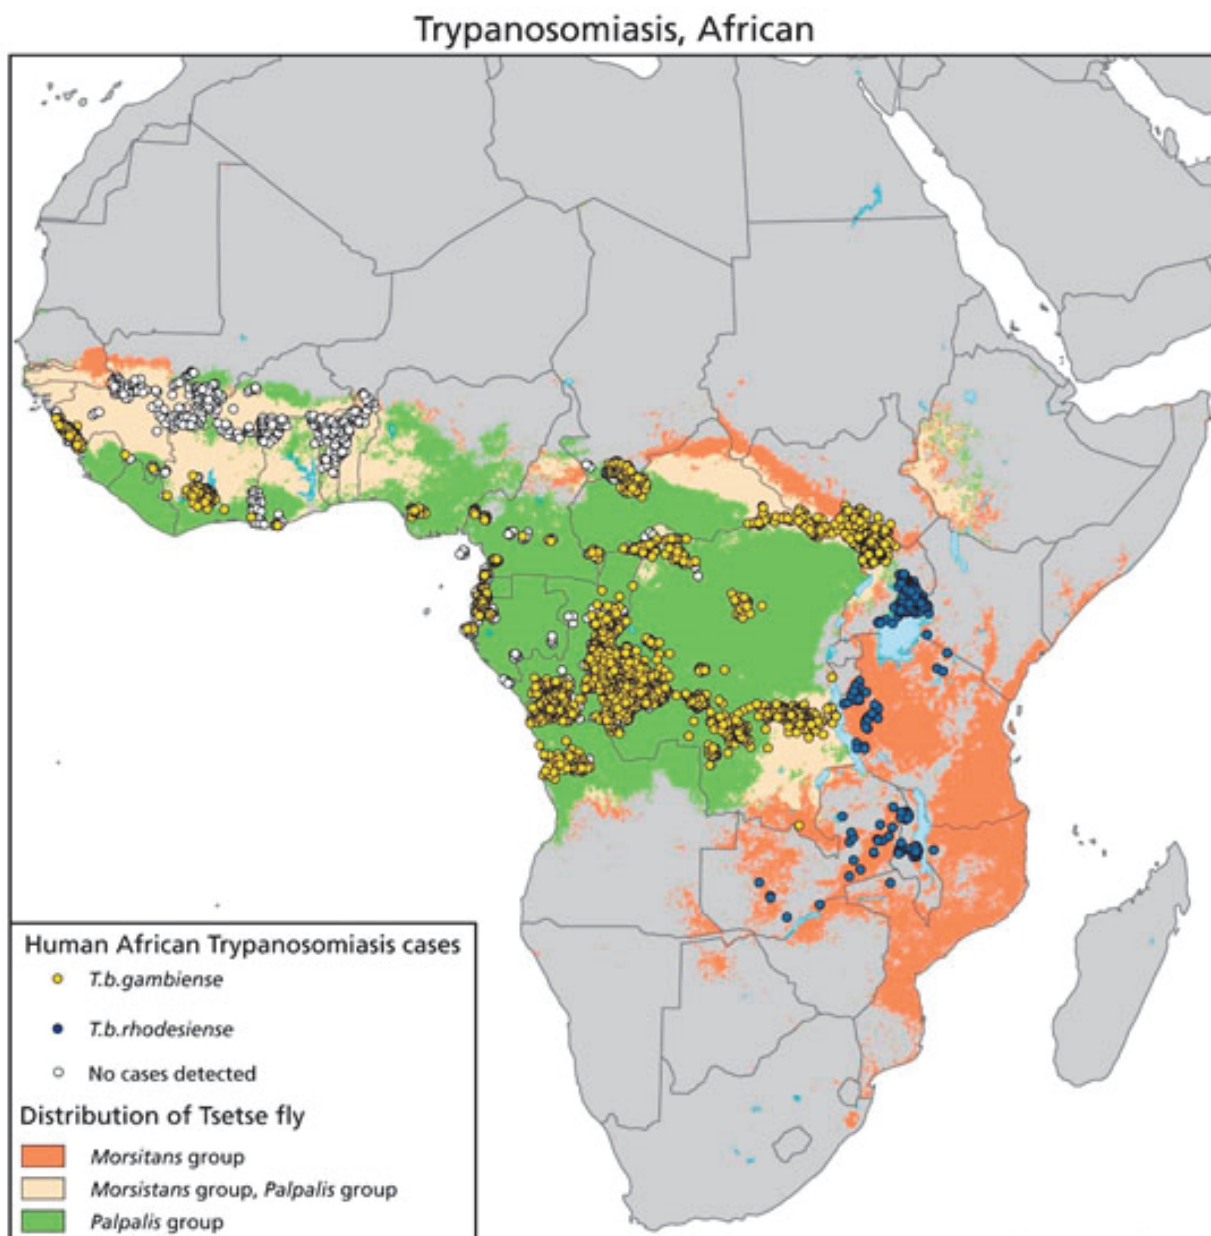 Trypanosomiasis, African
Human African Trypanosomiasis cases
T.b.gambiense
T.b.rhodesiense
No cases detected
Distribution of Tsetse fly
Morsitans group
Morsistans group, Palpalis group
Palpalis group